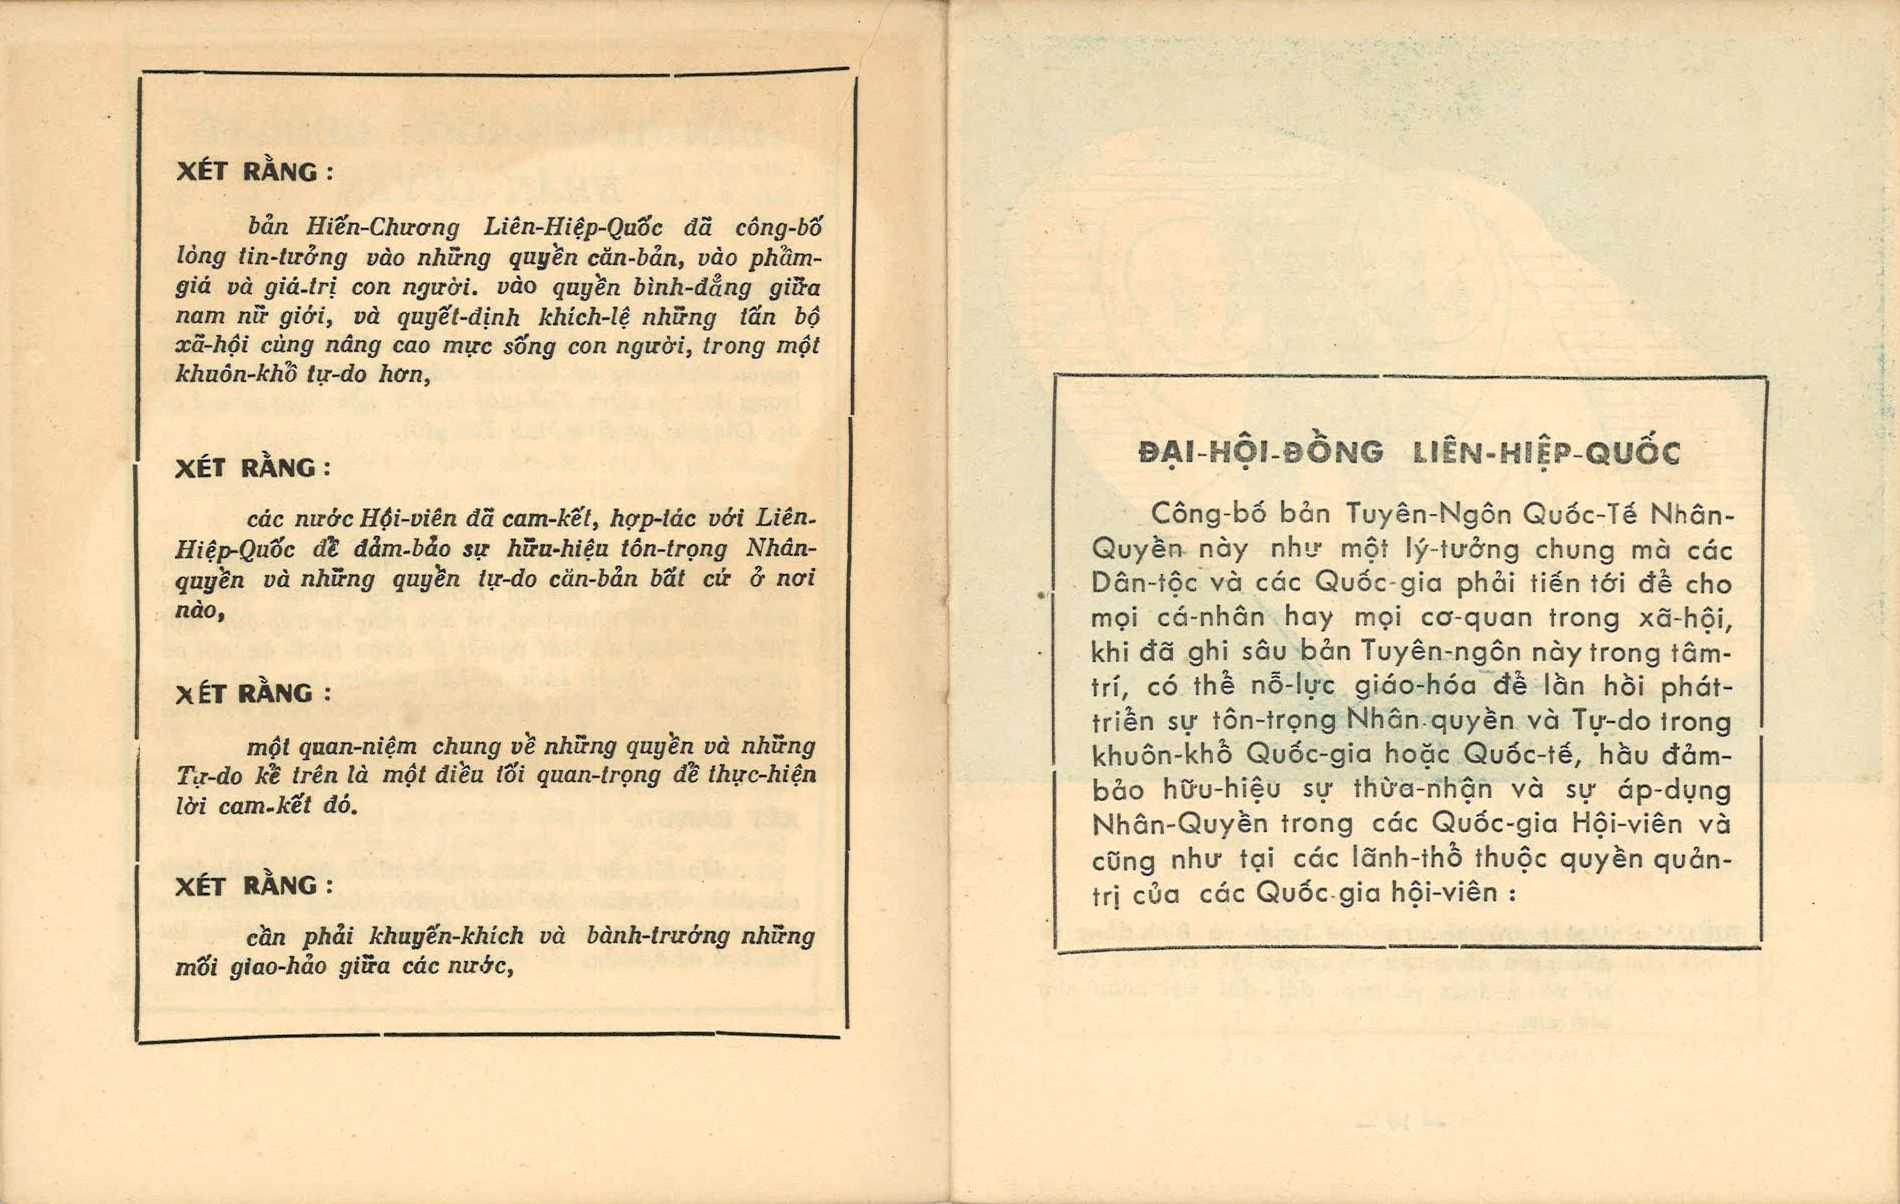 XÉT RẰNG :
bản Hiến-Chương Liên-Hiệp-Quốc đã công-bố
lòng tin-tưởng vào những quyền căn-bản, vào phẩm-
giá và giá-trị con người. vào quyền bình-đẳng giữa
nam nữ giới, và quyết-định khích-lệ những tấn bộ
xã-hội cùng nâng cao mực sống con người, trong một
khuôn-khổ tự-do hơn,
XÉT RẰNG :
các nước Hội-viên đã cam-kết, hợp-tác với Liên-
Hiệp-Quốc để đảm-bảo sự hữu-hiệu tôn-trọng Nhân-
quyền và những quyền tự-do căn-bản bất cứ ở nơi
nào,
XÉT RẰNG :
một quan-niệm chung về những quyền và những
Tự-do kể trên là một điều tối quan-trọng để thực-hiện
lời cam-kết đó.
XÉT RẰNG :
cần phải khuyến-khích và bành-trướng những
mối giao-hảo giữa các nước,
ĐẠI-HỘI-ĐỒNG LIÊN-HIỆP-QUỐC
Công-bố bản Tuyên-Ngôn Quốc-Tế Nhân-
Quyền này như một lý-tưởng chung mà các
Dân-tộc và các Quốc-gia phải tiến tới để cho
mọi cá-nhân hay mọi cơ-quan trong xã-hội,
khi đã ghi sâu bản Tuyên-ngôn này trong tâm-
trí, có thể nỗ-lực giáo-hóa để lần hồi phát-
triển sự tôn-trọng Nhân-quyền và Tự-do trong
khuôn-khổ Quốc-gia hoặc Quốc-tế, hầu đảm-
bảo hữu-hiệu sự thừa-nhận và sự áp-dụng
Nhân-Quyền trong các Quốc-gia Hội-viên và
cũng như tại các lãnh-thổ thuộc quyền quản-
trị của các Quốc-gia hội-viên :